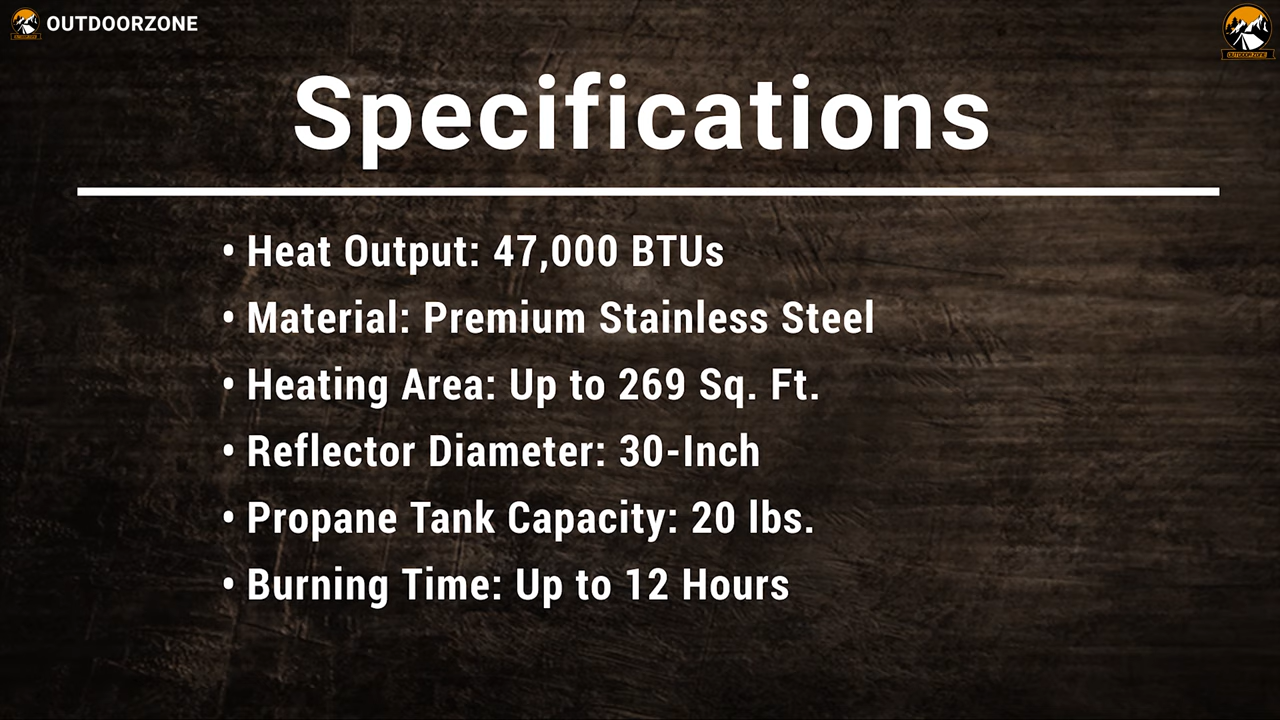 OUTDOORZONE
OUTDOORZONE
Specifications
• Heat Output: 47,000 BTUs
• Material: Premium Stainless Steel
• Heating Area: Up to 269 Sq. Ft.
• Reflector Diameter: 30-Inch
• Propane Tank Capacity: 20 lbs.
• Burning Time: Up to 12 Hours